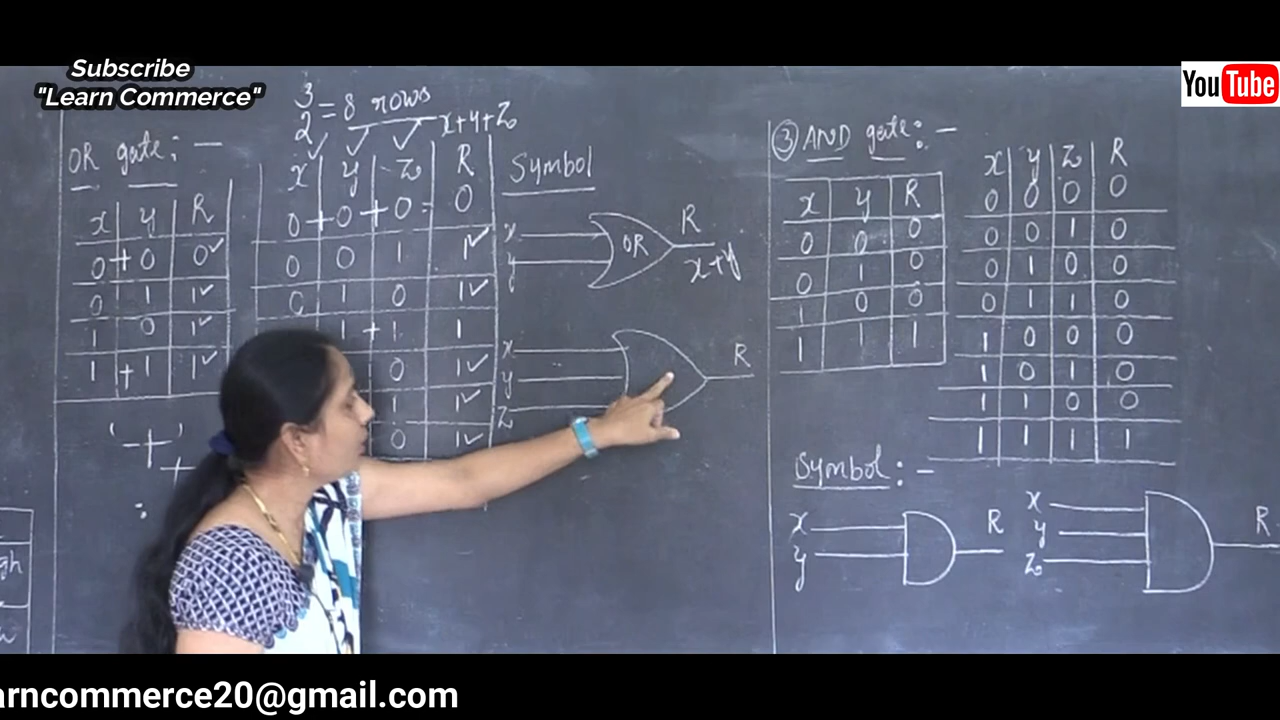 Subscribe
"Learn Commerce"
YouTube
2³ = 8 rows
OR gate: —
x y R
0 + 0 0✓
0 1 1✓
1 0 1✓
1 + 1 1✓
'-+'
+
x+y+z
x y z R
0 + 0 + 0 = 0
0 0 1 1✓
0 1 0 1✓
1 + 1 1
0 1✓
1 1✓
0 1✓
Symbol
x
y
OR
R
x+y
x
y
z
R
③ AND gate: —
x y R
0 0 0
0 1 0
1 0 0
1 1 1
x y z R
0 0 0 0
0 0 1 0
0 1 0 0
0 1 1 0
1 0 0 0
1 0 1 0
1 1 0 0
1 1 1 1
Symbol: —
x
y
R
x
y
z
R
gh
arncommerce20@gmail.com